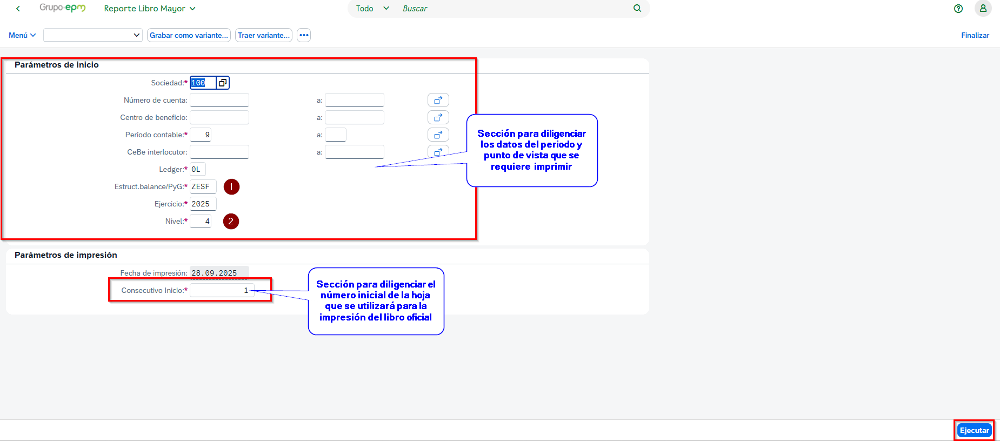 Grupo·epm
Reporte Libro Mayor
Todo
Buscar
Menú
Grabar como variante...
Traer variante...
Finalizar
Parámetros de inicio
Sociedad:* 100
Número de cuenta: a:
Centro de beneficio: a:
Período contable:* 9 a:
CeBe interlocutor: a:
Ledger:* 0L
Estruct.balance/PyG:* ZESF 1
Ejercicio:* 2025
Nivel:* 4 2
Sección para diligenciar
los datos del periodo y
punto de vista que se
requiere imprimir
Parámetros de impresión
Fecha de impresión: 28.09.2025
Consecutivo Inicio:* 1
Sección para diligenciar el
número inicial de la hoja
que se utilizará para la
impresión del libro oficial
Ejecutar